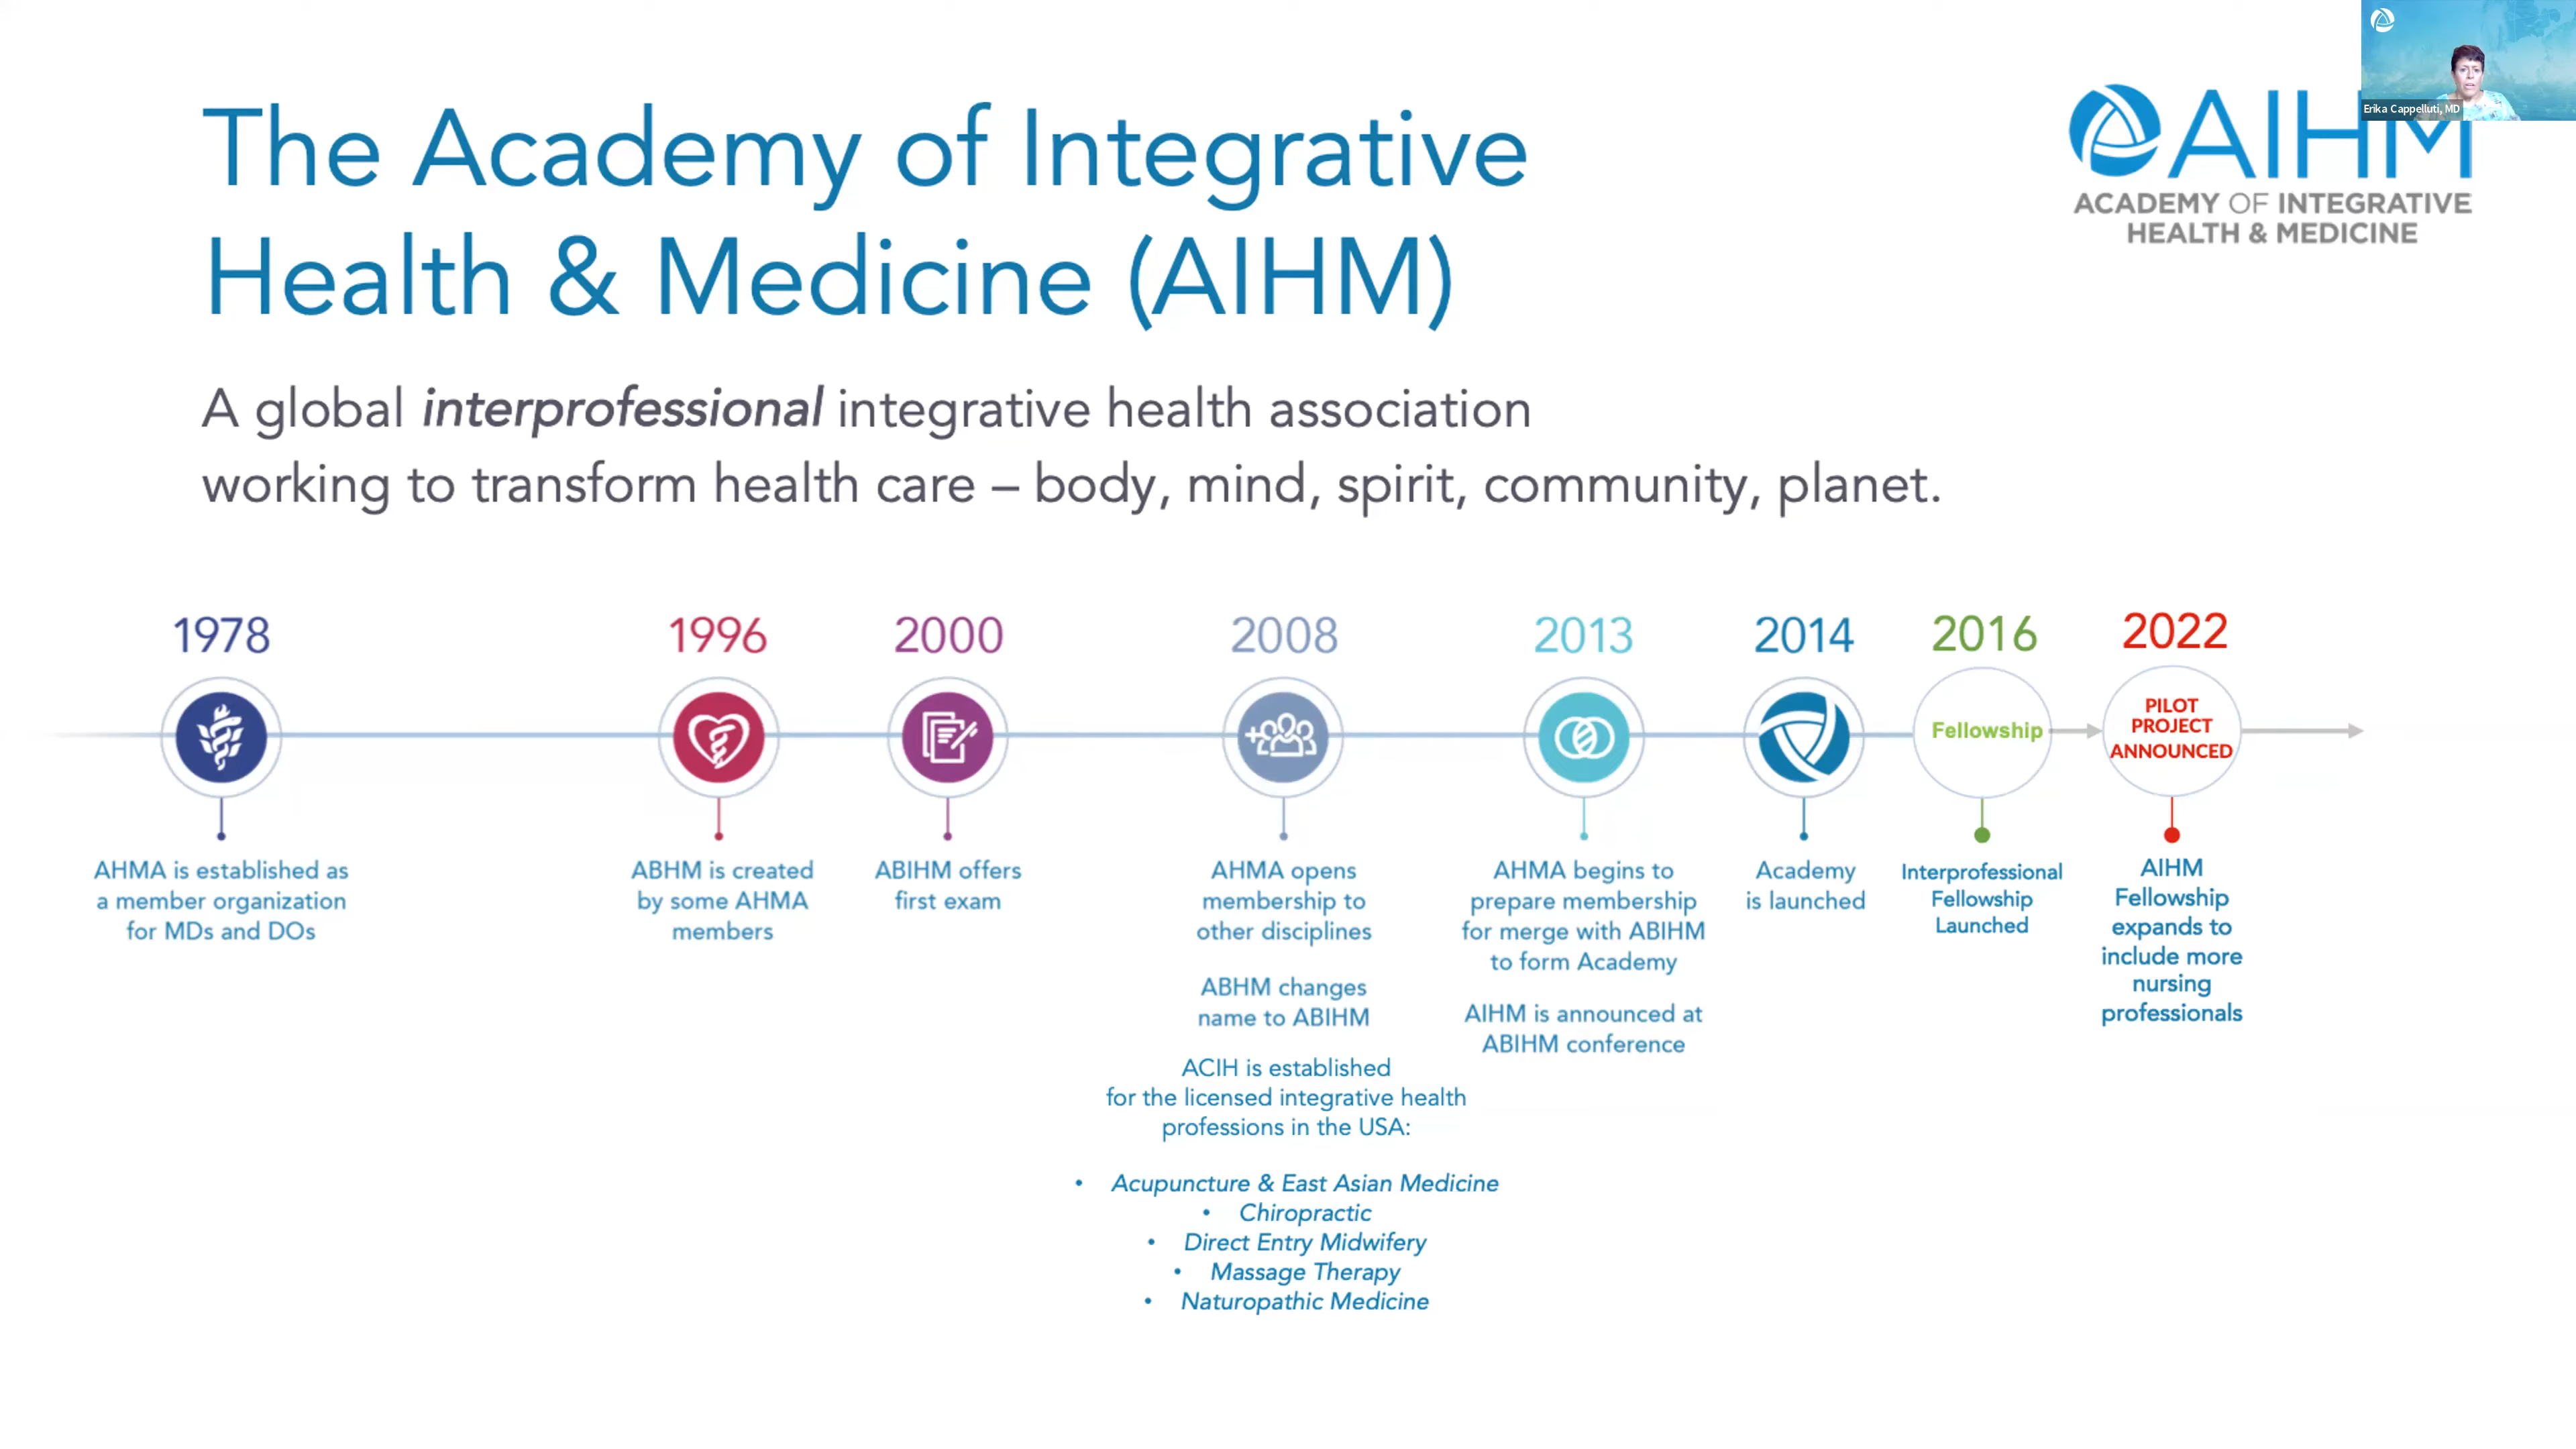 The Academy of Integrative
Health & Medicine (AIHM)
AIHM
ACADEMY OF INTEGRATIVE
HEALTH & MEDICINE
Erika Cappelluti, MD
A global interprofessional integrative health association
working to transform health care – body, mind, spirit, community, planet.
1978
AHMA is established as
a member organization
for MDs and DOs
1996
ABHM is created
by some AHMA
members
2000
ABIHM offers
first exam
2008
AHMA opens
membership to
other disciplines
ABHM changes
name to ABIHM
ACIH is established
for the licensed integrative health
professions in the USA:
• Acupuncture & East Asian Medicine
• Chiropractic
• Direct Entry Midwifery
• Massage Therapy
• Naturopathic Medicine
2013
AHMA begins to
prepare membership
for merge with ABIHM
to form Academy
AIHM is announced at
ABIHM conference
2014
Academy
is launched
2016
Fellowship
Interprofessional
Fellowship
Launched
2022
PILOT
PROJECT
ANNOUNCED
AIHM
Fellowship
expands to
include more
nursing
professionals